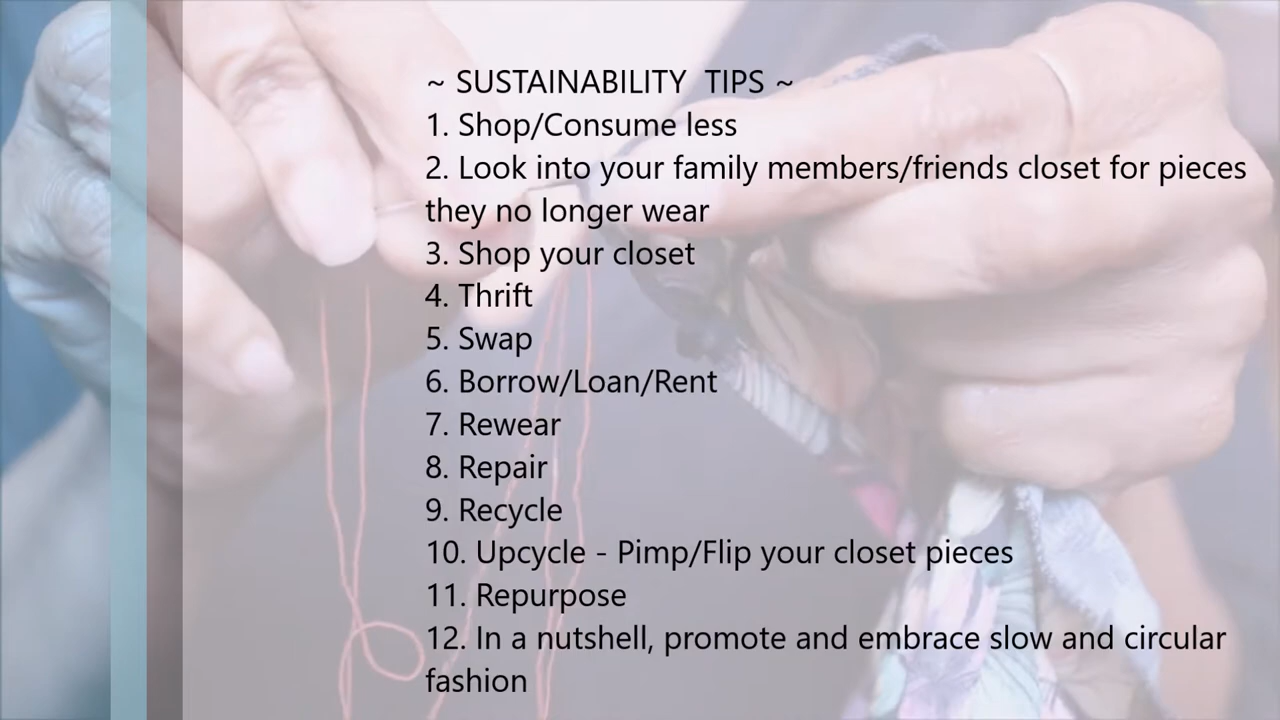 ~ SUSTAINABILITY  TIPS ~
1. Shop/Consume less
2. Look into your family members/friends closet for pieces
they no longer wear
3. Shop your closet
4. Thrift
5. Swap
6. Borrow/Loan/Rent
7. Rewear
8. Repair
9. Recycle
10. Upcycle - Pimp/Flip your closet pieces
11. Repurpose
12. In a nutshell, promote and embrace slow and circular
fashion